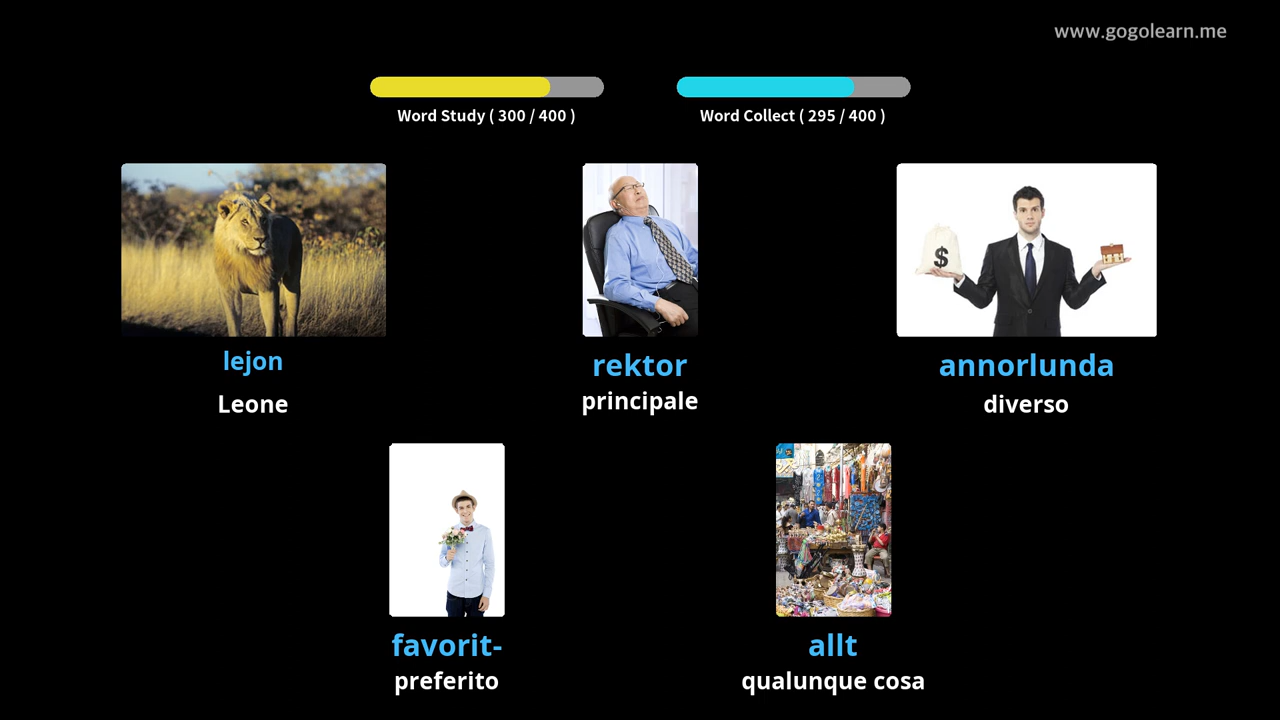 www.gogolearn.me
Word Study ( 300 / 400 )
Word Collect ( 295 / 400 )
$
lejon
Leone
rektor
principale
annorlunda
diverso
favorit-
preferito
allt
qualunque cosa